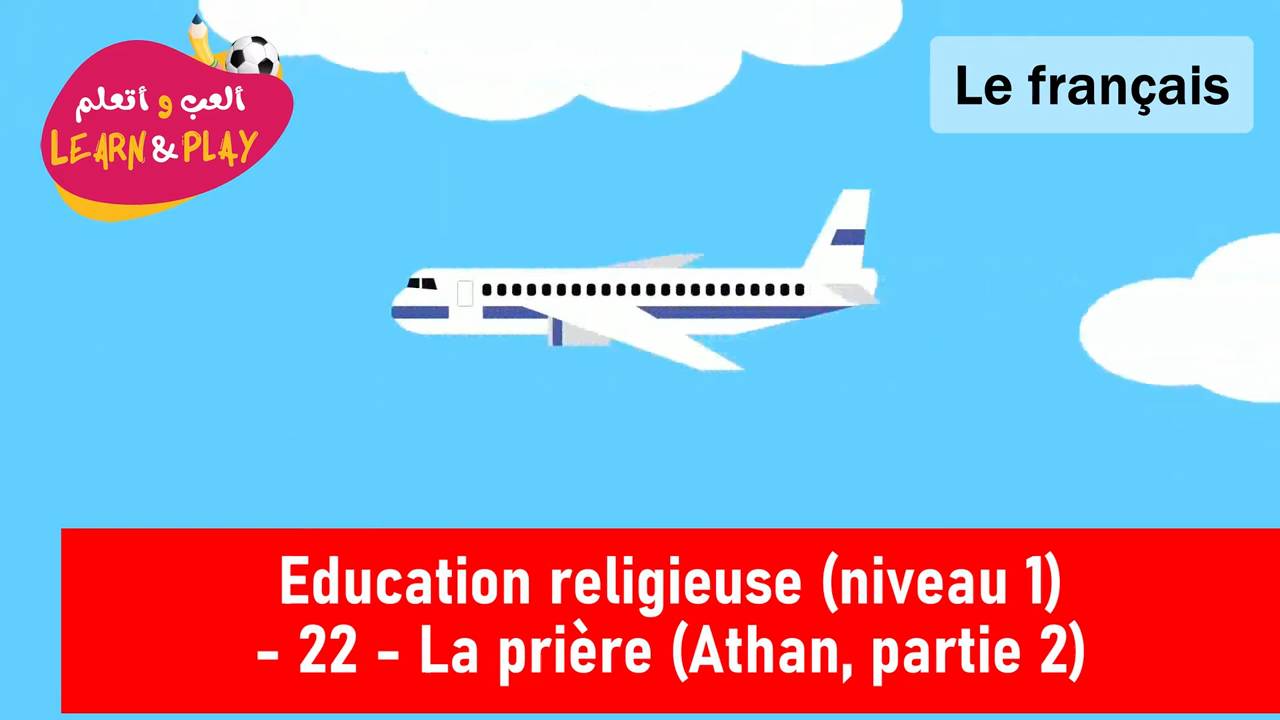 ألعب و أتعلم
LEARN & PLAY
Le français
Education religieuse (niveau 1)
- 22 - La prière (Athan, partie 2)